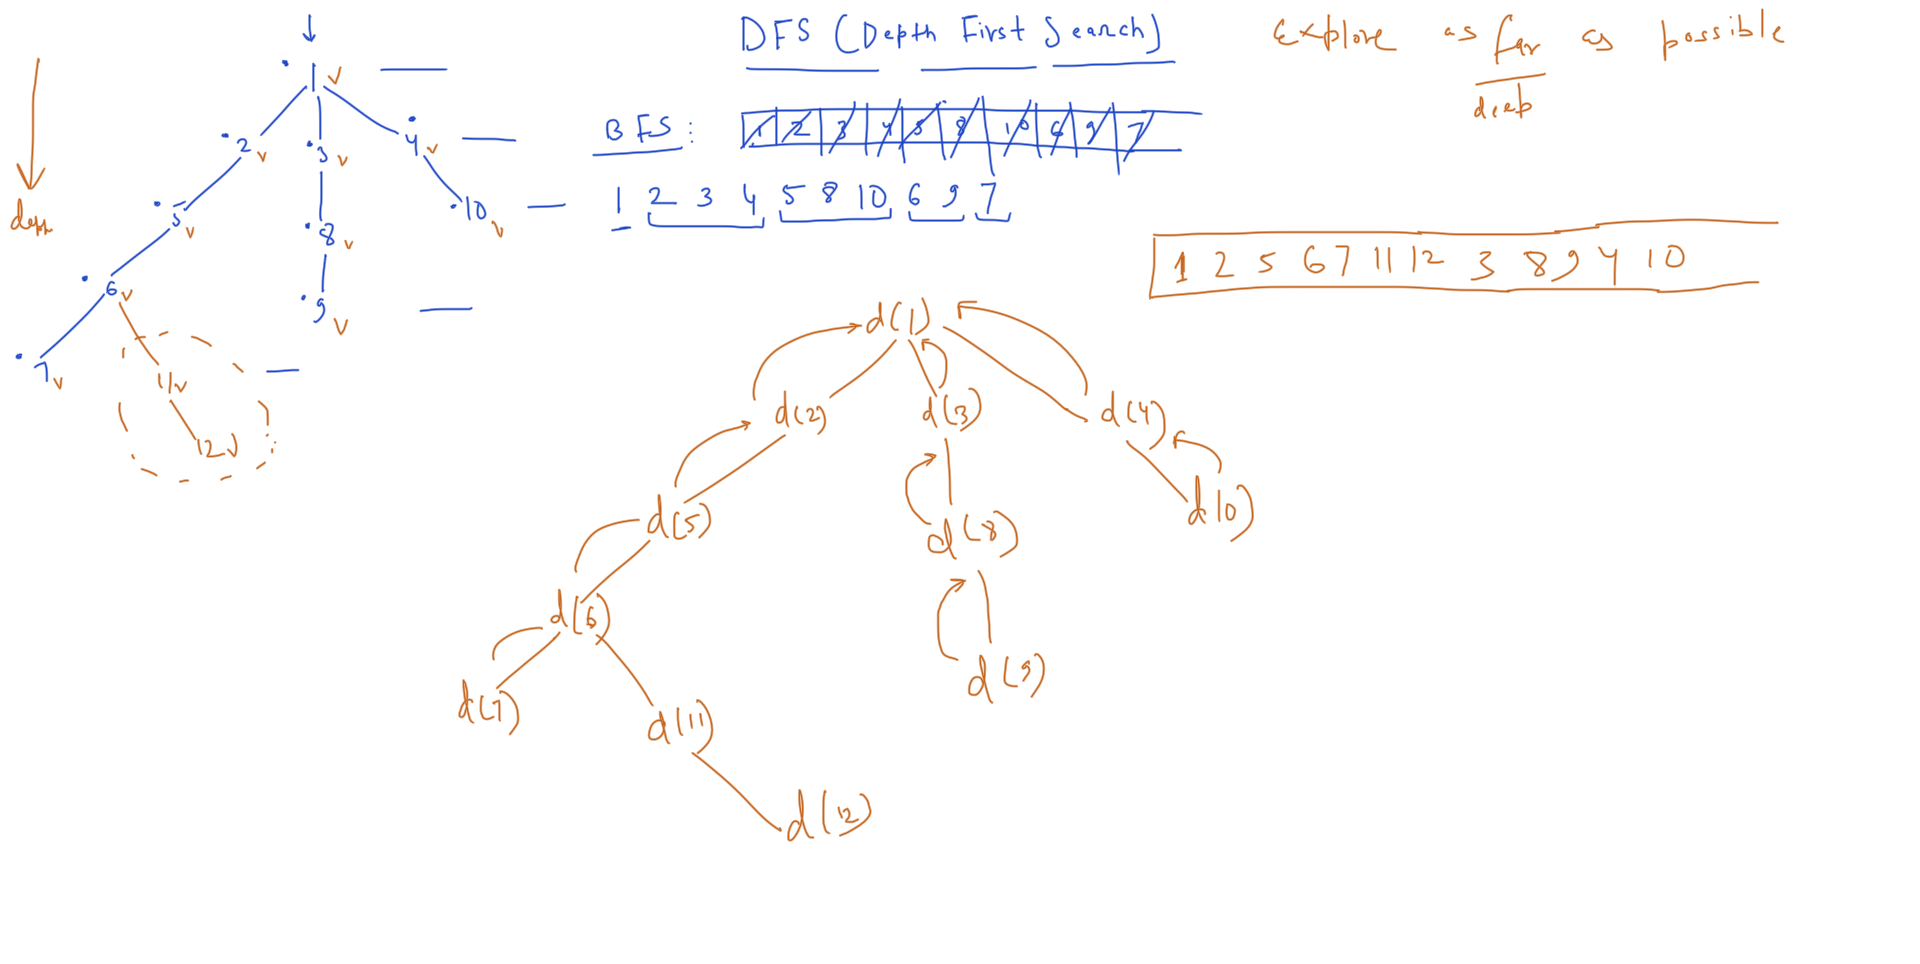 DFS (Depth First Search)
Explore as far as possible
deep
1 v
BFS: 1 2 3 4 5 8 10 6 9 7
2 v 3 v 4 v
1 2 3 4 5 8 10 6 9 7
5 v 8 v 10 v
1 2 5 6 7 11 12 3 8 9 4 10
6 v 9 v
d(1)
7 v 11 v
d(2) d(3) d(4)
12 v
d(5) d(8) d(10)
d(6)
d(7) d(11) d(9)
d(12)